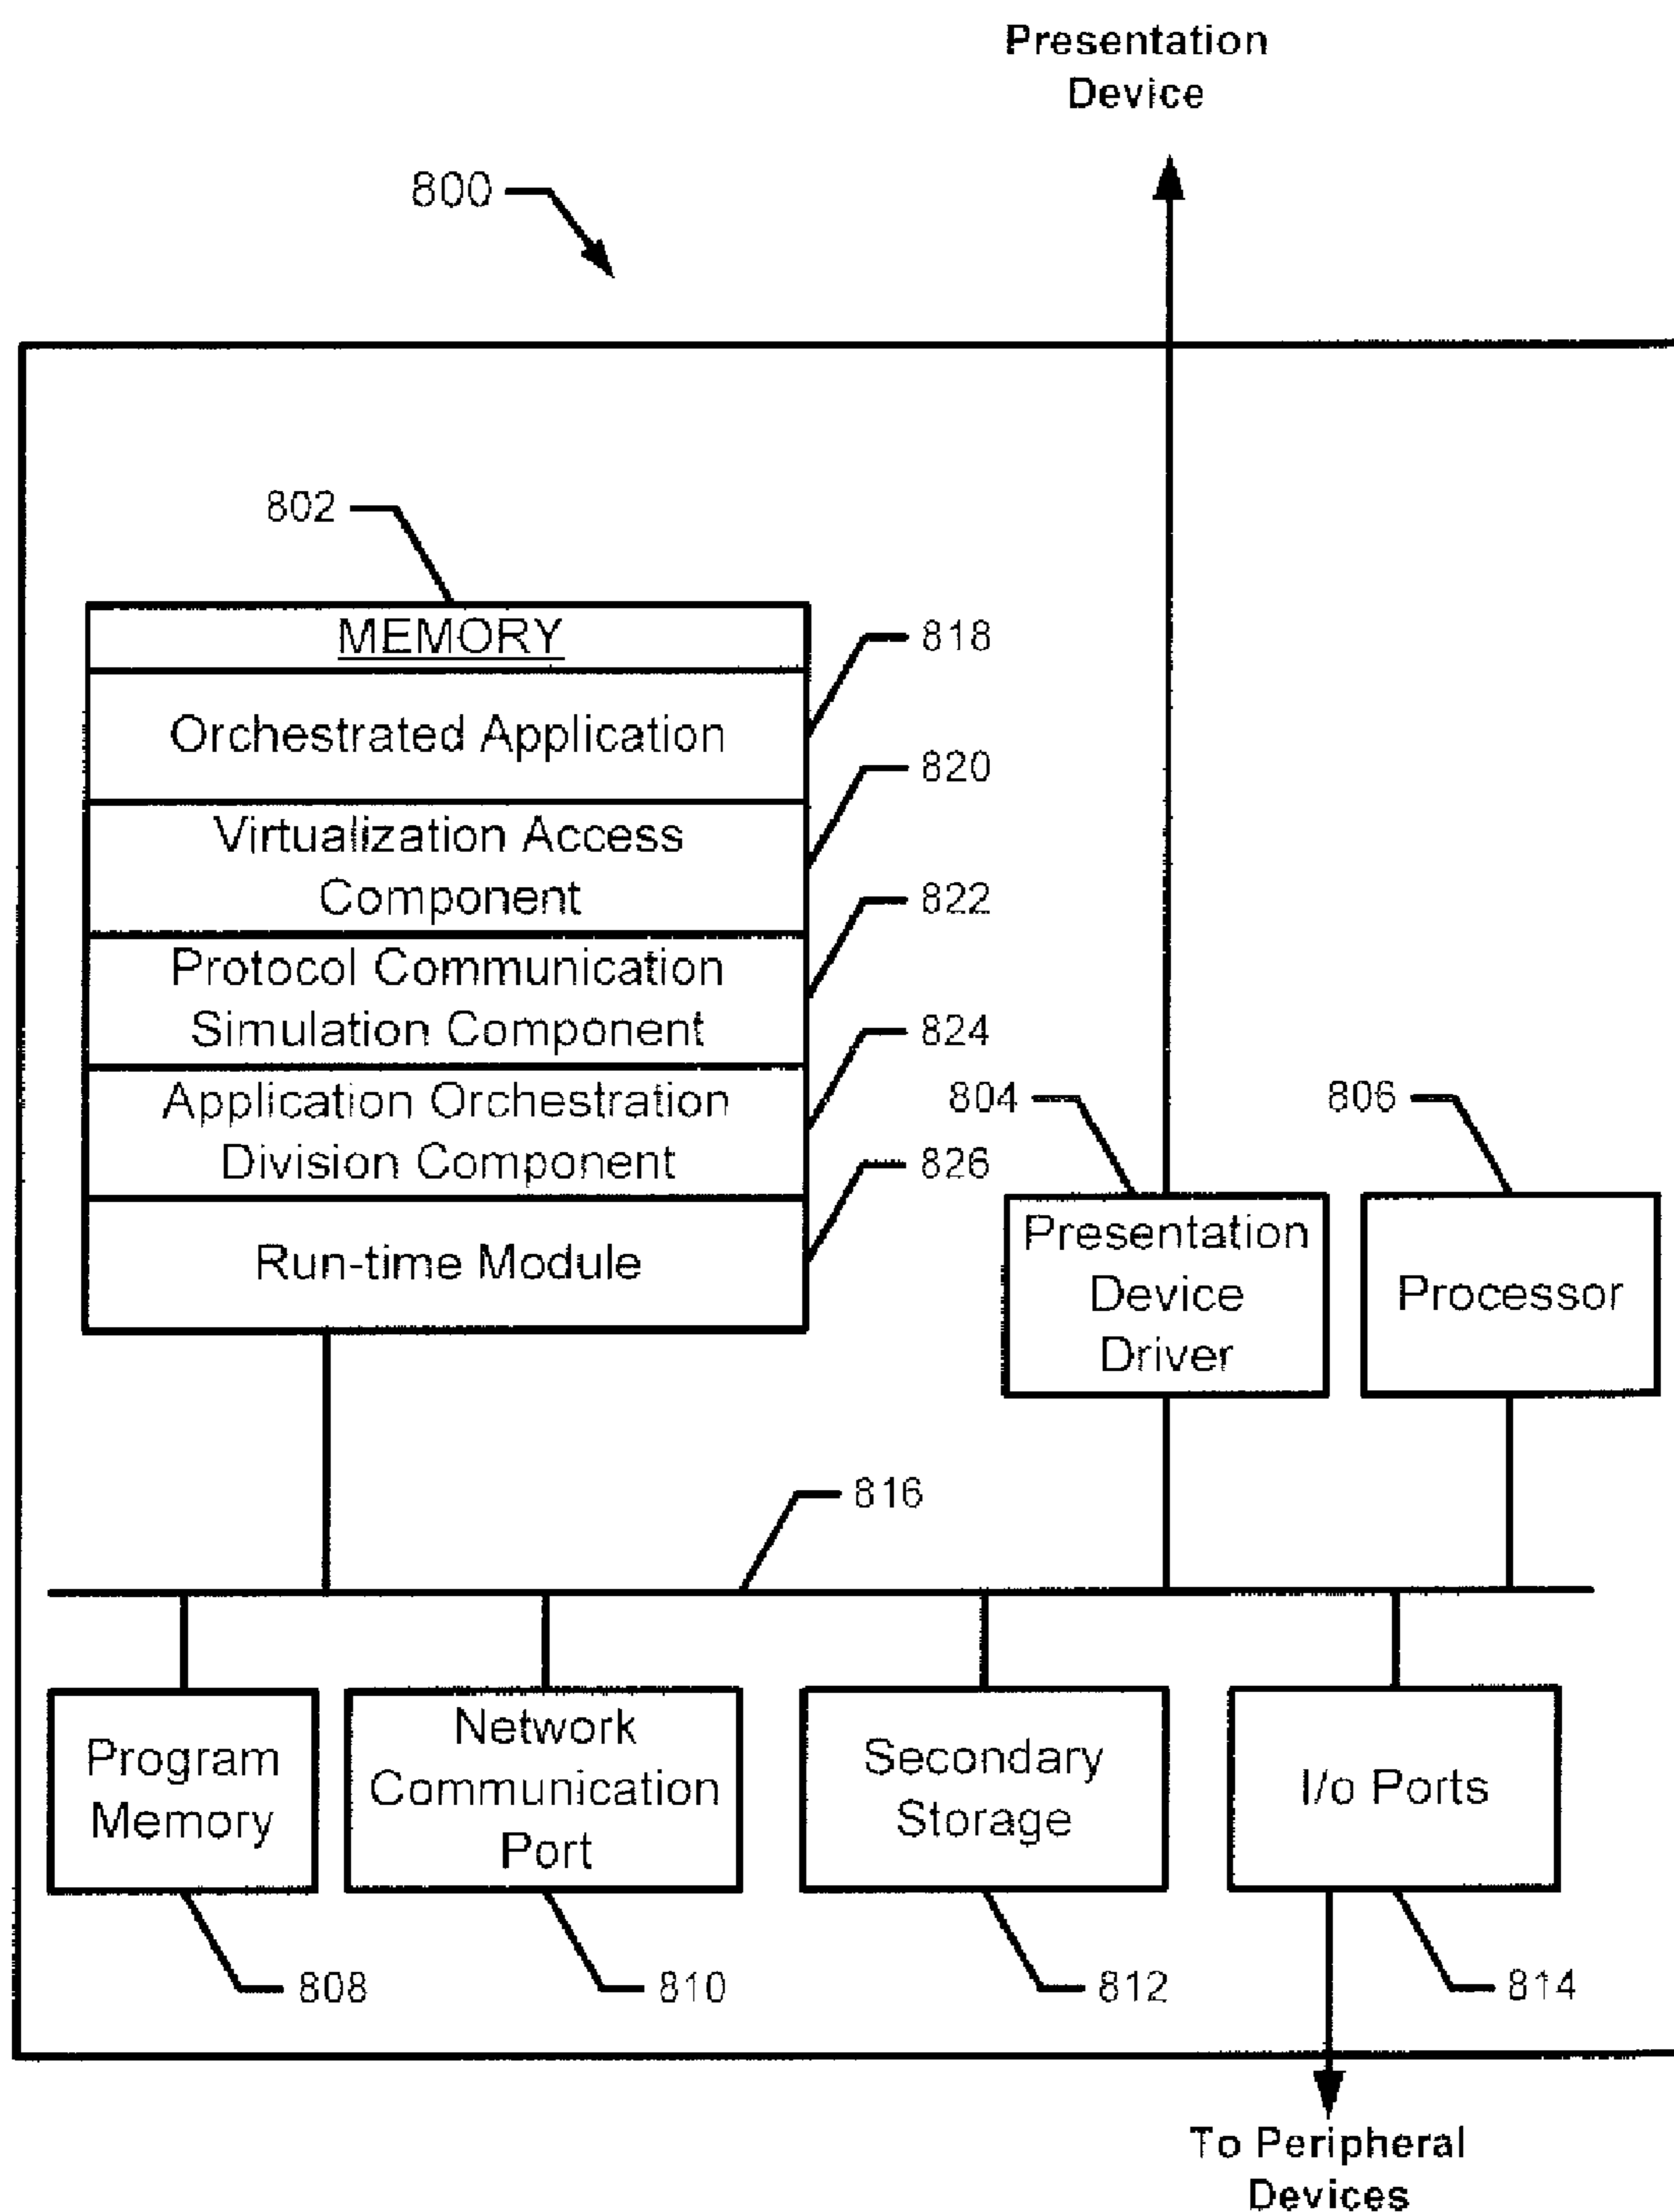 Presentation
Device
800
802
MEMORY
818
Orchestrated Application
820
Virtualization Access
Component
822
Protocol Communication
Simulation Component
824
Application Orchestration
Division Component
826
Run-time Module
804
806
Presentation
Device
Driver
Processor
816
Program
Memory
Network
Communication
Port
Secondary
Storage
I/o Ports
808
810
812
814
To Peripheral
Devices